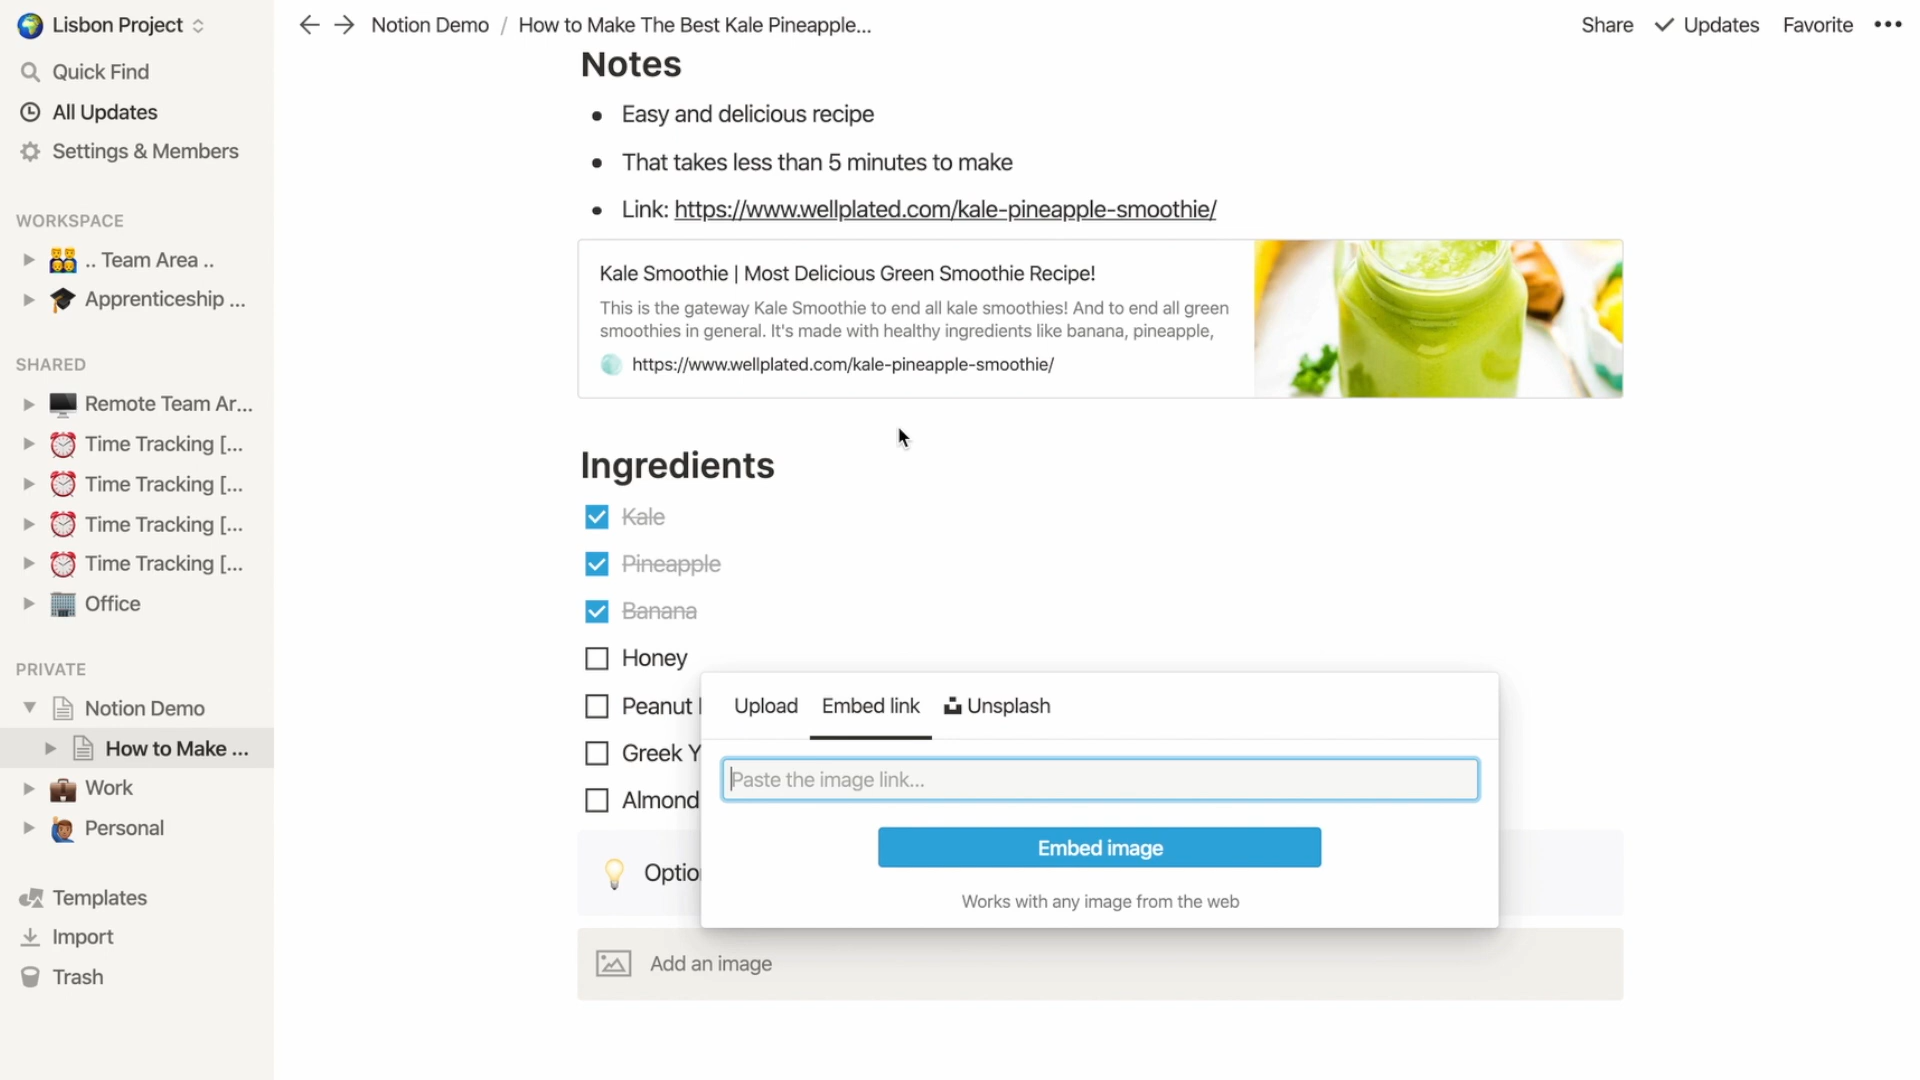 Lisbon Project
Notion Demo / How to Make The Best Kale Pineapple...
Share
Updates
Favorite
Quick Find
All Updates
Settings & Members
WORKSPACE
.. Team Area ..
Apprenticeship ...
SHARED
Remote Team Ar...
Time Tracking [...
Time Tracking [...
Time Tracking [...
Time Tracking [...
Office
PRIVATE
Notion Demo
How to Make ...
Work
Personal
Templates
Import
Trash
Notes
Easy and delicious recipe
That takes less than 5 minutes to make
Link: https://www.wellplated.com/kale-pineapple-smoothie/
Kale Smoothie | Most Delicious Green Smoothie Recipe!
This is the gateway Kale Smoothie to end all kale smoothies! And to end all green
smoothies in general. It's made with healthy ingredients like banana, pineapple,
https://www.wellplated.com/kale-pineapple-smoothie/
Ingredients
Kale
Pineapple
Banana
Honey
Peanut
Greek Y
Almond
Optio
Upload
Embed link
Unsplash
Paste the image link...
Embed image
Works with any image from the web
Add an image